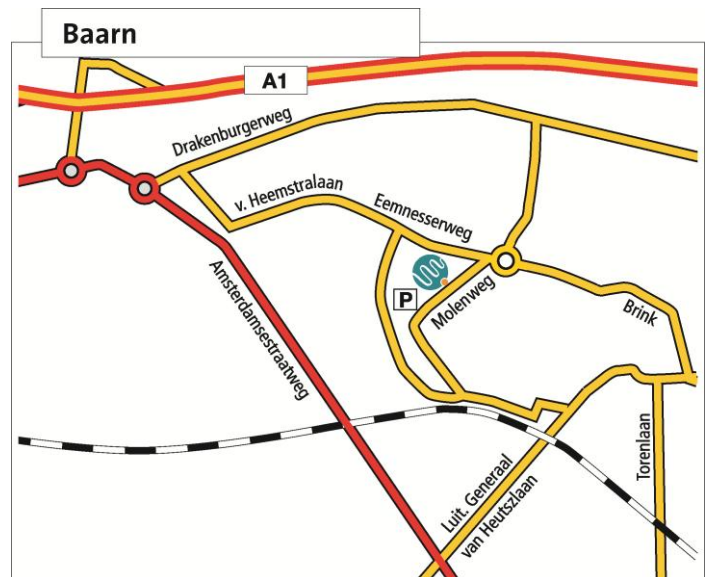 Baarn
A1
Drakenburgerweg
v. Heemstralaan
Eemnesserweg
P
Molenweg
Brink
Amsterdamsestraatweg
Luit. Generaal
van Heutszlaan
Torenlaan